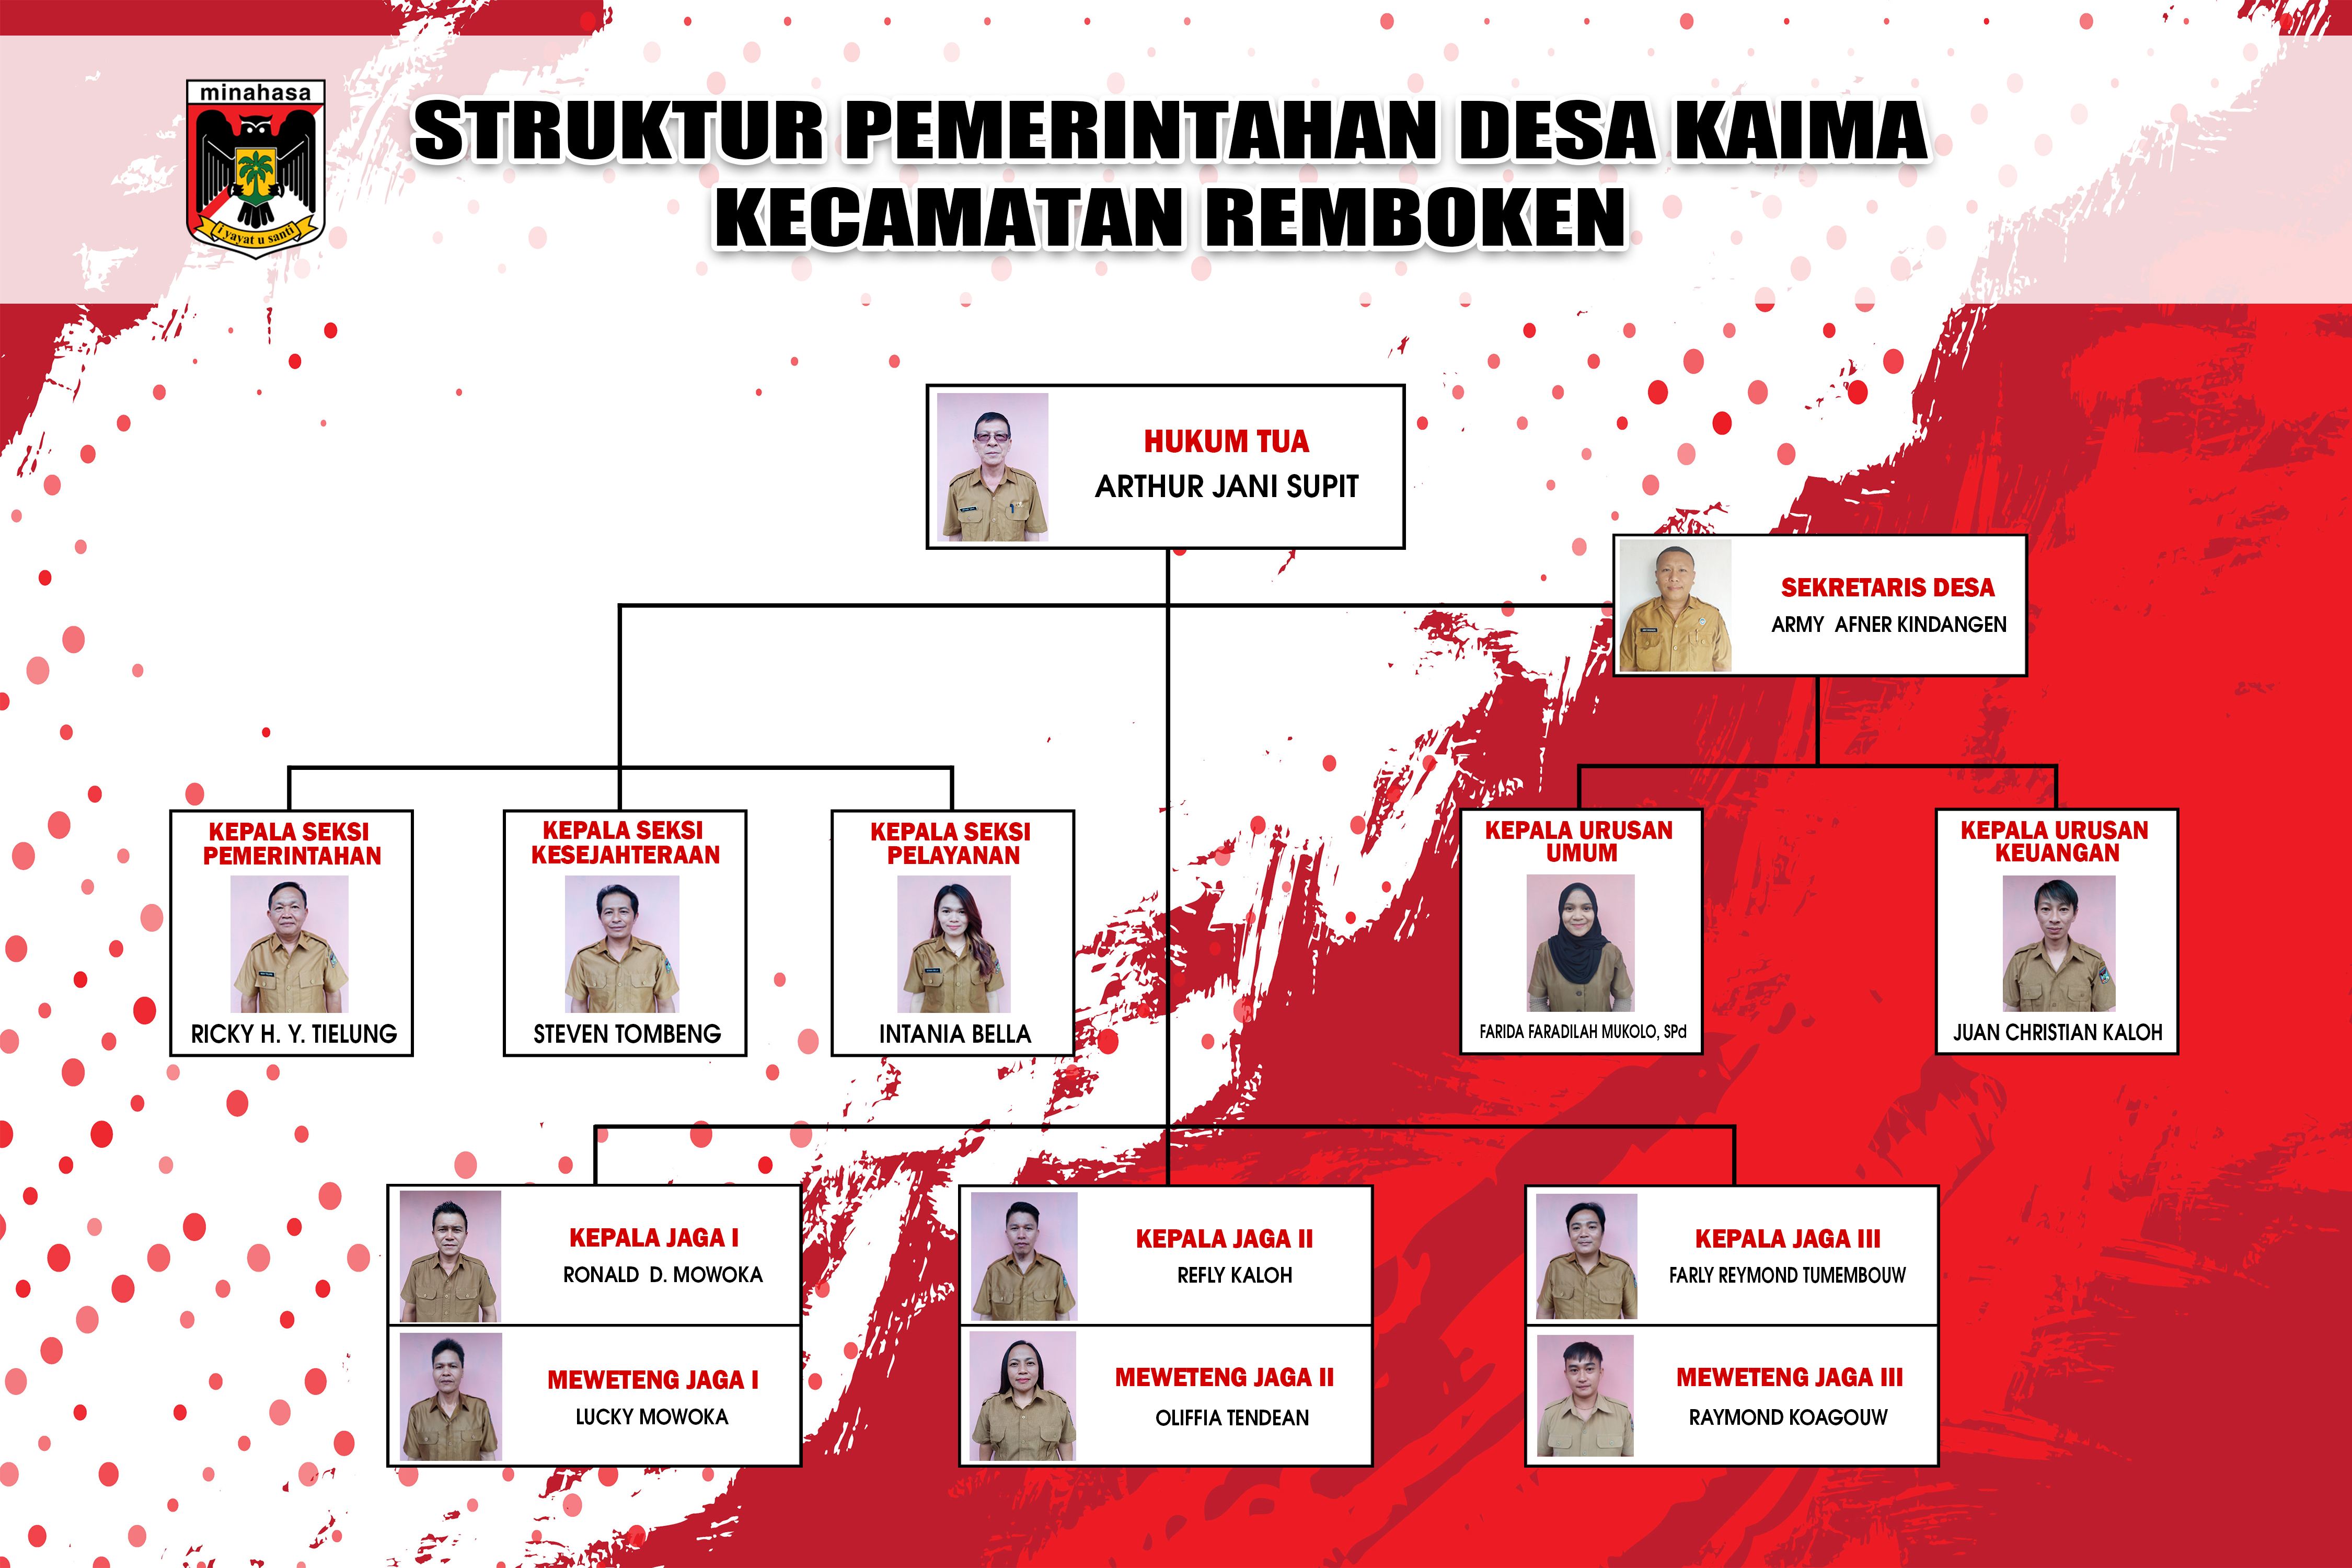 minahasa
i yayat u santi
STRUKTUR PEMERINTAHAN DESA KAIMA
KECAMATAN REMBOKEN
HUKUM TUA
ARTHUR JANI SUPIT
SEKRETARIS DESA
ARMY AFNER KINDANGEN
KEPALA SEKSI
PEMERINTAHAN
RICKY H. Y. TIELUNG
KEPALA SEKSI
KESEJAHTERAAN
STEVEN TOMBENG
KEPALA SEKSI
PELAYANAN
INTANIA BELLA
KEPALA URUSAN
UMUM
FARIDA FARADILAH MUKOLO, SPd
KEPALA URUSAN
KEUANGAN
JUAN CHRISTIAN KALOH
KEPALA JAGA I
RONALD D. MOWOKA
MEWETENG JAGA I
LUCKY MOWOKA
KEPALA JAGA II
REFLY KALOH
MEWETENG JAGA II
OLIFFIA TENDEAN
KEPALA JAGA III
FARLY REYMOND TUMEMBOUW
MEWETENG JAGA III
RAYMOND KOAGOUW